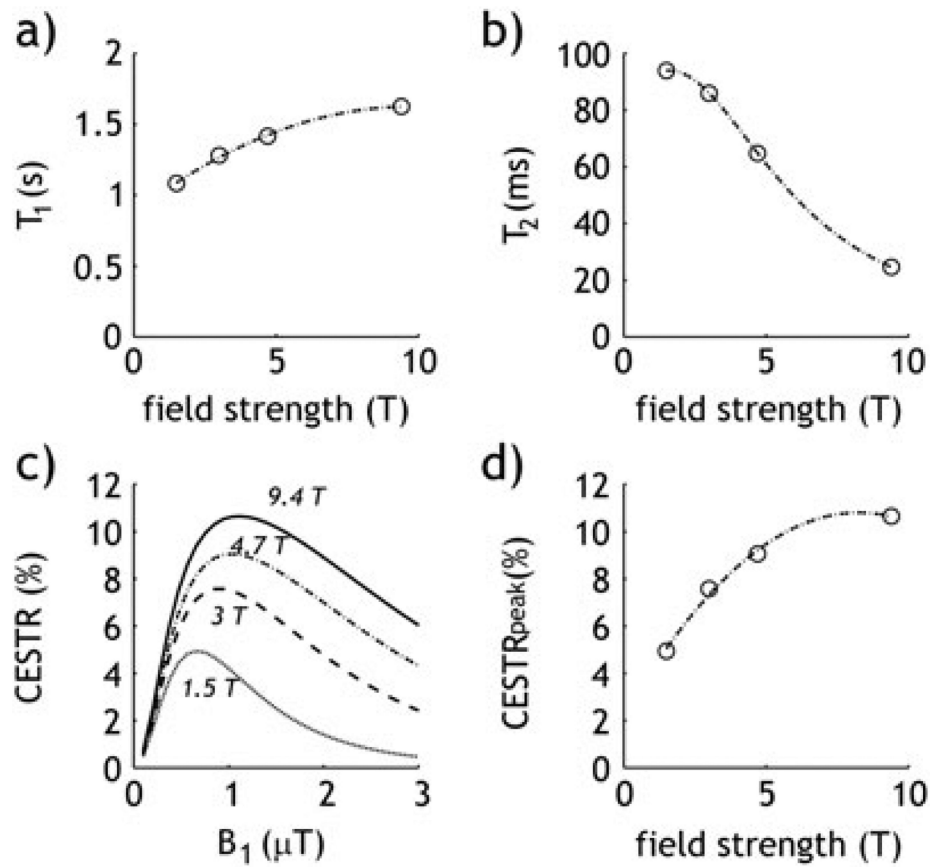 a)
T1 (s)
2
1.5
1
0.5
0
0
5
10
field strength (T)
b)
T2 (ms)
100
80
60
40
20
0
0
5
10
field strength (T)
c)
CESTR (%)
12
10
8
6
4
2
0
9.4 T
4.7 T
3 T
1.5 T
0
1
2
3
B1 (μT)
d)
CESTRpeak(%)
12
10
8
6
4
2
0
0
5
10
field strength (T)